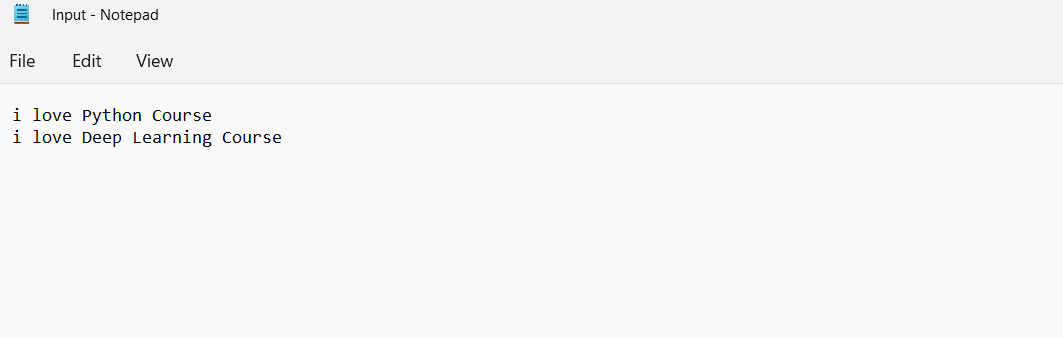 Input - Notepad
File Edit View
i love Python Course
i love Deep Learning Course